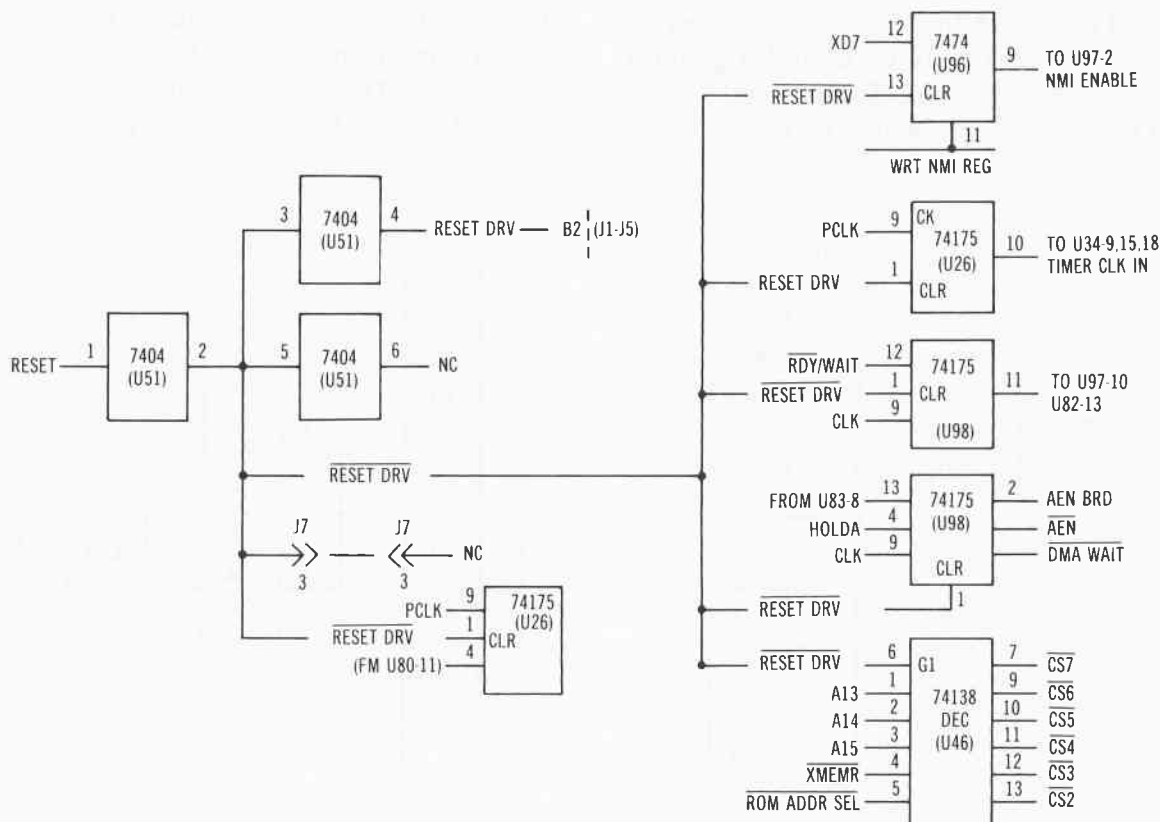 RESET
1
7404
(U51)
2
3
7404
(U51)
4
RESET DRV
B2
(J1-J5)
5
7404
(U51)
6
NC
RESET DRV
J7
3
J7
3
NC
PCLK
9
RESET DRV
1
(FM U80-11)
4
74175
(U26)
CLR
XD7
12
RESET DRV
13
7474
(U96)
CLR
9
TO U97-2
NMI ENABLE
11
WRT NMI REG
PCLK
9
RESET DRV
1
CK
74175
(U26)
CLR
10
TO U34-9,15,18
TIMER CLK IN
RDY/WAIT
12
RESET DRV
1
CLK
9
74175
CLR
(U98)
11
TO U97-10
U82-13
FROM U83-8
13
HOLDA
4
CLK
9
74175
(U98)
CLR
2
AEN BRD
AEN
DMA WAIT
RESET DRV
1
RESET DRV
6
A13
1
A14
2
A15
3
XMEMR
4
ROM ADDR SEL
5
G1
74138
DEC
(U46)
7
CS7
9
CS6
10
CS5
11
CS4
12
CS3
13
CS2